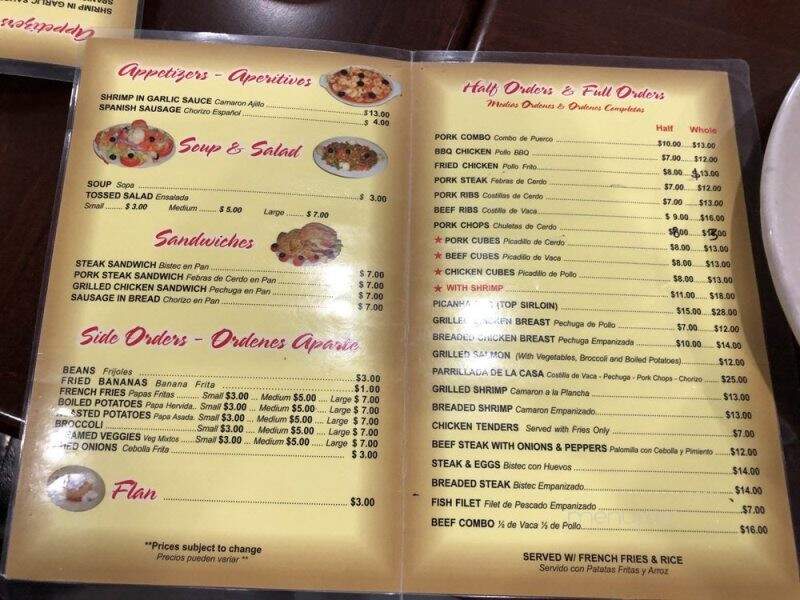 SHRIMP IN GARLIC SAUCE
Appetizers
Appetizers - Aperitivos
SHRIMP IN GARLIC SAUCE Camaron Ajillo $13.00
SPANISH SAUSAGE Chorizo Español $ 4.00
Soup & Salad
SOUP Sopa $ 3.00
TOSSED SALAD Ensalada
Small ........ $ 3.00 Medium ........ $ 5.00 Large ........ $ 7.00
Sandwiches
STEAK SANDWICH Bistec en Pan $ 7.00
PORK STEAK SANDWICH Febras de Cerdo en Pan $ 7.00
GRILLED CHICKEN SANDWICH Pechuga en Pan $ 7.00
SAUSAGE IN BREAD Chorizo en Pan $ 7.00
Side Orders - Ordenes Aparte
BEANS Frijoles $3.00
FRIED BANANAS Banana Frita $1.00
FRENCH FRIES Papas Fritas Small $3.00 ... Medium $5.00 .... Large $ 7.00
BOILED POTATOES Papa Hervida.. Small $3.00 ... Medium $5.00 .... Large $ 7.00
ROASTED POTATOES Papa Asada. Small $3.00 ... Medium $5.00 .... Large $ 7.00
BROCCOLI Small $3.00 ... Medium $5.00 .... Large $ 7.00
STEAMED VEGGIES Veg Mixtos .... Small $3.00 ... Medium $5.00 .... Large $ 7.00
ONIONS Cebolla Frita $ 3.00
Flan $3.00
**Prices subject to change
Precios pueden variar **
Half Orders & Full Orders
Medias Ordenes & Ordenes Completas
Half Whole
PORK COMBO Combo de Puerco $10.00 $13.00
BBQ CHICKEN Pollo BBQ $7.00 $12.00
FRIED CHICKEN Pollo Frito $8.00 $13.00
PORK STEAK Febras de Cerdo $7.00 $12.00
PORK RIBS Costillas de Cerdo $7.00 $13.00
BEEF RIBS Costilla de Vaca $ 9.00 $16.00
PORK CHOPS Chuletas de Cerdo $8.00 $13.00
★ PORK CUBES Picadillo de Cerdo $8.00 $13.00
★ BEEF CUBES Picadillo de Vaca $8.00 $13.00
★ CHICKEN CUBES Picadillo de Pollo $8.00 $13.00
★ WITH SHRIMP $11.00 $18.00
PICANHA (TOP SIRLOIN) $15.00 $28.00
GRILLED CHICKEN BREAST Pechuga de Pollo $7.00 $12.00
BREADED CHICKEN BREAST Pechuga Empanizada $10.00 $14.00
GRILLED SALMON (With Vegetables, Broccoli and Boiled Potatoes) $12.00
PARRILLADA DE LA CASA Costilla de Vaca - Pechuga - Pork Chops - Chorizo $25.00
GRILLED SHRIMP Camaron a la Plancha $13.00
BREADED SHRIMP Camaron Empanizado $13.00
CHICKEN TENDERS Served with Fries Only $7.00
BEEF STEAK WITH ONIONS & PEPPERS Palomilla con Cebolla y Pimiento $12.00
STEAK & EGGS Bistec con Huevos $14.00
BREADED STEAK Bistec Empanizado $14.00
FISH FILET Filet de Pescado Empanizado $7.00
BEEF COMBO ½ de Vaca ½ de Pollo $16.00
SERVED W/ FRENCH FRIES & RICE
Servido con Patatas Fritas y Arroz